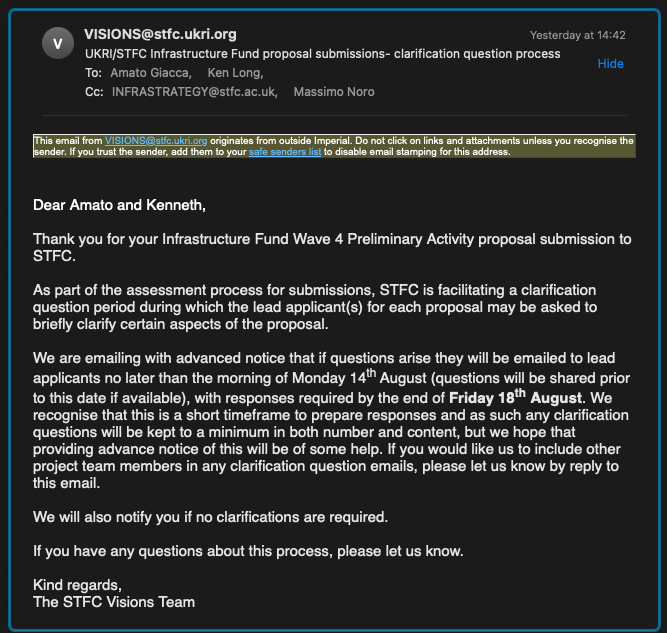 V
VISIONS@stfc.ukri.org
Yesterday at 14:42
UKRI/STFC Infrastructure Fund proposal submissions- clarification question process
Hide
To: Amato Giacca, Ken Long,
Cc: INFRASTRATEGY@stfc.ac.uk, Massimo Noro
This email from VISIONS@stfc.ukri.org originates from outside Imperial. Do not click on links and attachments unless you recognise the
sender. If you trust the sender, add them to your safe senders list to disable email stamping for this address.
Dear Amato and Kenneth,
Thank you for your Infrastructure Fund Wave 4 Preliminary Activity proposal submission to
STFC.
As part of the assessment process for submissions, STFC is facilitating a clarification
question period during which the lead applicant(s) for each proposal may be asked to
briefly clarify certain aspects of the proposal.
We are emailing with advanced notice that if questions arise they will be emailed to lead
applicants no later than the morning of Monday 14th August (questions will be shared prior
to this date if available), with responses required by the end of Friday 18th August. We
recognise that this is a short timeframe to prepare responses and as such any clarification
questions will be kept to a minimum in both number and content, but we hope that
providing advance notice of this will be of some help. If you would like us to include other
project team members in any clarification question emails, please let us know by reply to
this email.
We will also notify you if no clarifications are required.
If you have any questions about this process, please let us know.
Kind regards,
The STFC Visions Team